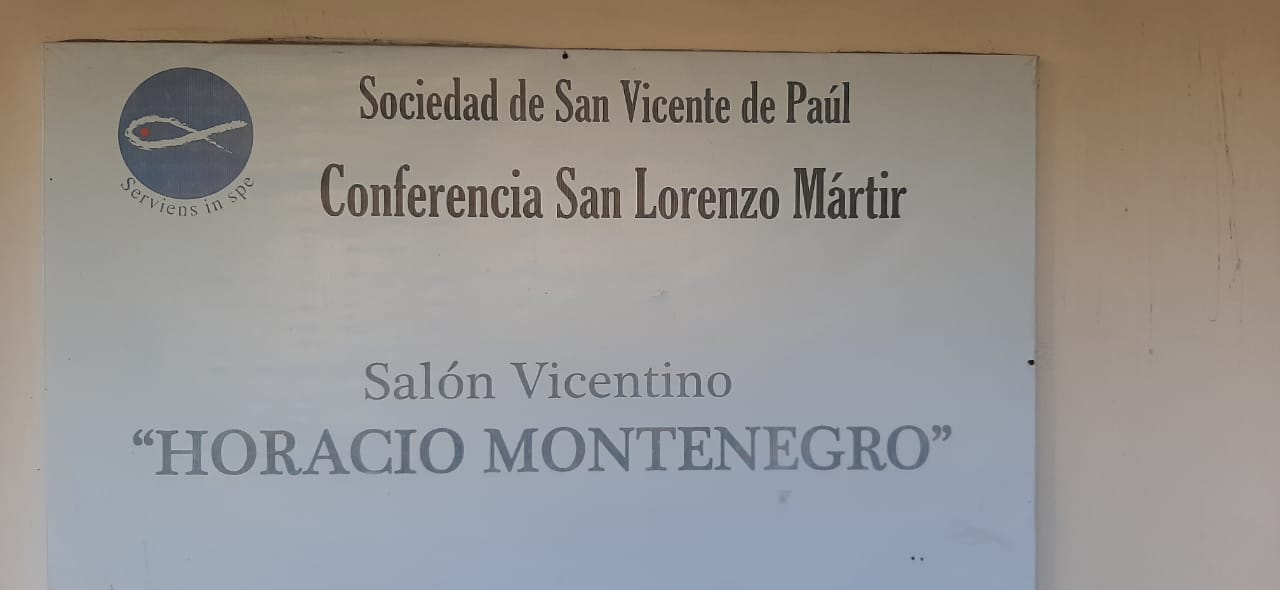 Sociedad de San Vicente de Paúl
Conferencia San Lorenzo Mártir
Serviens in spe
Salón Vicentino
“HORACIO MONTENEGRO”